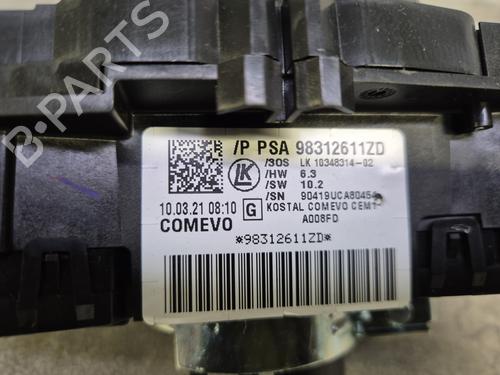 B-PARTS
/P PSA 98312611ZD
/SOS LK 10348314-02
/HW 6.3
/SW 10.2
/SN 90419UCA80454
LK
10.03.21 08:10 G KOSTAL COMEVO CEM1
COMEVO A008FD
*98312611ZD*